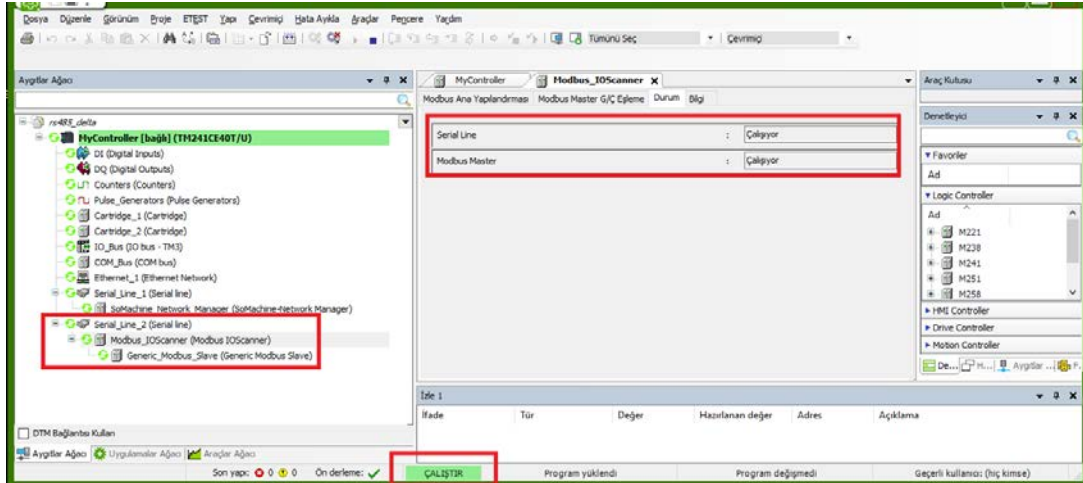 Dosya Düzenle Görünüm Proje ETEST Yapı Çevrimiçi Hata Ayıkla Araçlar Pencere Yardım
Tümünü Seç Çevrimiçi
Aygıtlar Ağacı
rs485_delta
MyController [bağlı] (TM241CE40T/U)
DI (Digital Inputs)
DQ (Digital Outputs)
Counters (Counters)
Pulse_Generators (Pulse Generators)
Cartridge_1 (Cartridge)
Cartridge_2 (Cartridge)
IO_Bus (IO bus - TM3)
COM_Bus (COM bus)
Ethernet_1 (Ethernet Network)
Serial_Line_1 (Serial line)
SoMachine_Network_Manager (SoMachine-Network Manager)
Serial_Line_2 (Serial line)
Modbus_IOScanner (Modbus IOScanner)
Generic_Modbus_Slave (Generic Modbus Slave)
DTM Bağlantısı Kullan
Aygıtlar Ağacı Uygulamalar Ağacı Araçlar Ağacı
MyController Modbus_IOScanner
Modbus Ana Yapılandırması Modbus Master G/Ç Eşleme Durum Bilgi
Serial Line : Çalışıyor
Modbus Master : Çalışıyor
Araç Kutusu
Denetleyici
Favoriler
Ad
Logic Controller
Ad
M221
M238
M241
M251
M258
HMI Controller
Drive Controller
Motion Controller
De... H... Aygıtlar ... P.
İzle 1
İfade Tür Değer Hazırlanan değer Adres Açıklama
Son yapı: 0 0 Ön derleme: ÇALIŞTIR Program yüklendi Program değişmedi Geçerli kullanıcı: (hiç kimse)